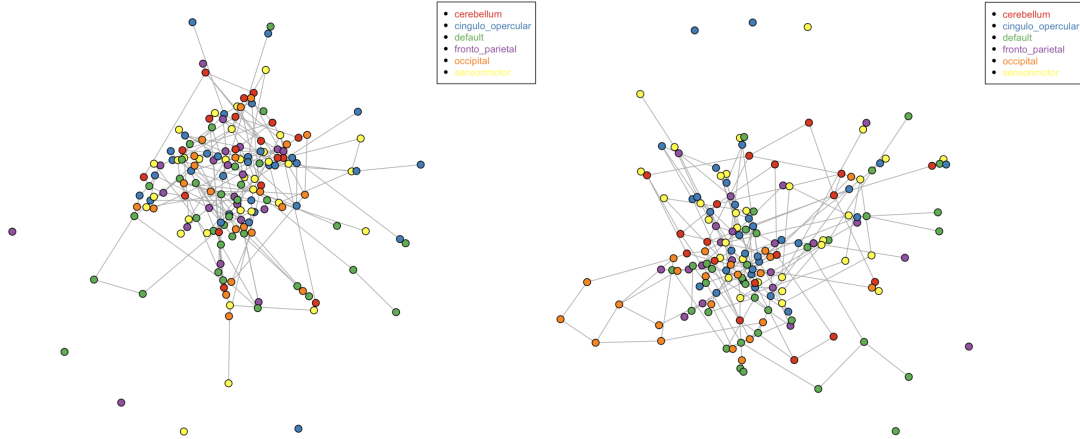 cerebellum
cingulo_opercular
default
fronto_parietal
occipital
sensorimotor
cerebellum
cingulo_opercular
default
fronto_parietal
occipital
sensorimotor